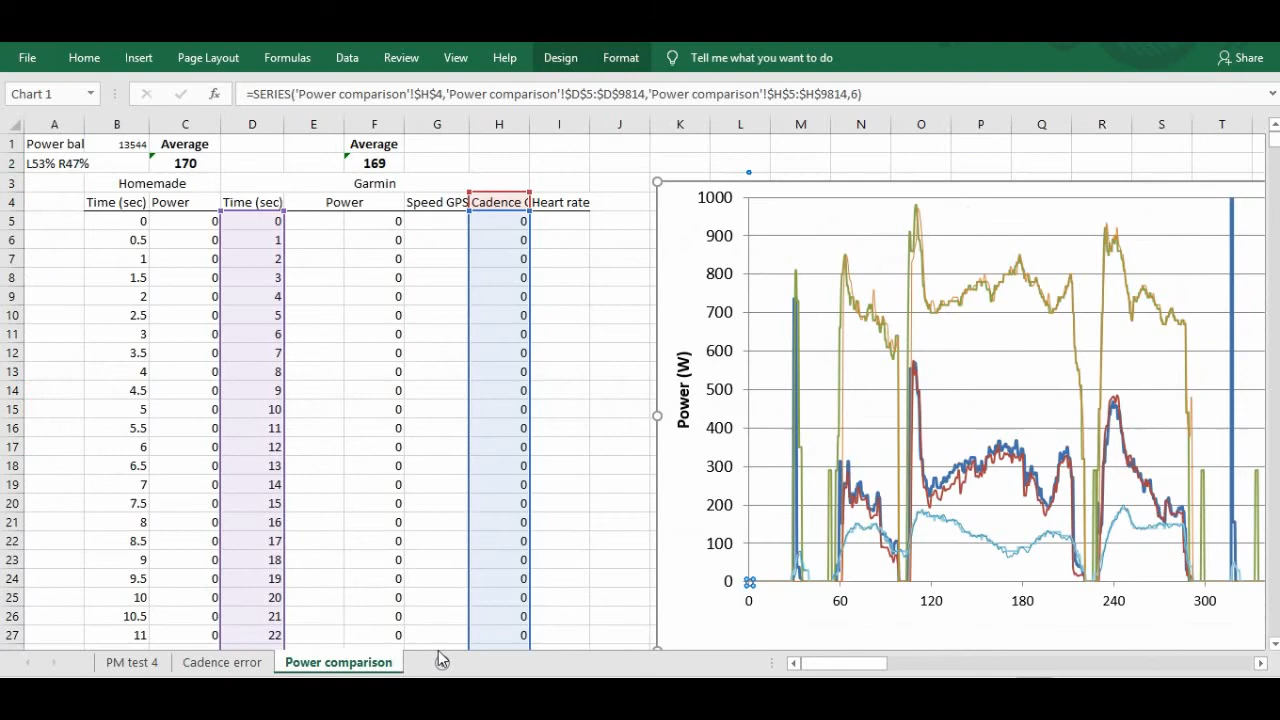 File Home Insert Page Layout Formulas Data Review View Help Design Format Tell me what you want to do Share
Chart 1 fx =SERIES('Power comparison'!$H$4,'Power comparison'!$D$5:$D$9814,'Power comparison'!$H$5:$H$9814,6)
A B C D E F G H I J K L M N O P Q R S T
1 Power bal 13544 Average Average
2 L53% R47% 170 169
3 Homemade Garmin
4 Time (sec) Power Time (sec) Power Speed GPS Cadence Heart rate
5 0 0 0 0 0
6 0.5 0 1 0 0
7 1 0 2 0 0
8 1.5 0 3 0 0
9 2 0 4 0 0
10 2.5 0 5 0 0
11 3 0 6 0 0
12 3.5 0 7 0 0
13 4 0 8 0 0
14 4.5 0 9 0 0
15 5 0 10 0 0
16 5.5 0 11 0 0
17 6 0 12 0 0
18 6.5 0 13 0 0
19 7 0 14 0 0
20 7.5 0 15 0 0
21 8 0 16 0 0
22 8.5 0 17 0 0
23 9 0 18 0 0
24 9.5 0 19 0 0
25 10 0 20 0 0
26 10.5 0 21 0 0
27 11 0 22 0 0
Power (W)
1000
900
800
700
600
500
400
300
200
100
0
0 60 120 180 240 300
PM test 4 Cadence error Power comparison